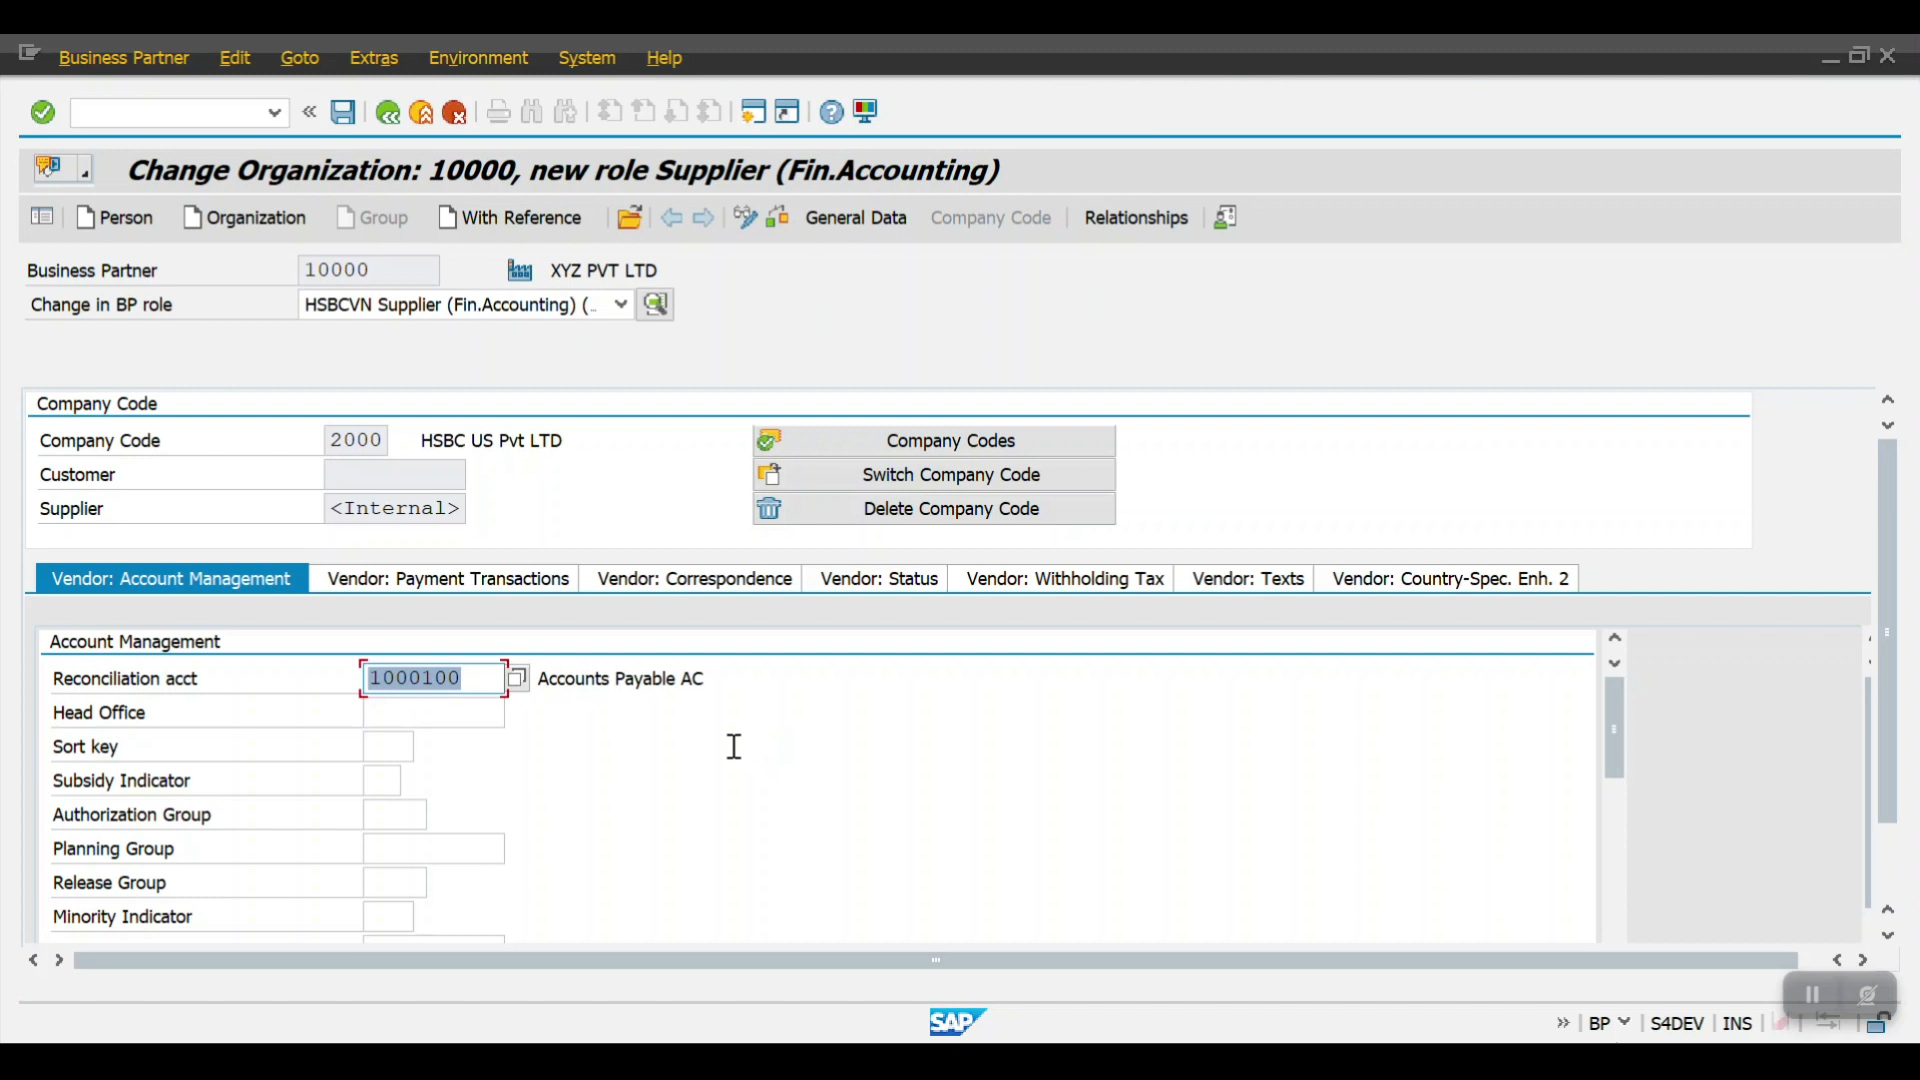 Business Partner Edit Goto Extras Environment System Help
Change Organization: 10000, new role Supplier (Fin.Accounting)
Person Organization Group With Reference General Data Company Code Relationships
Business Partner 10000 XYZ PVT LTD
Change in BP role HSBCVN Supplier (Fin.Accounting) (...
Company Code
Company Code 2000 HSBC US Pvt LTD Company Codes
Customer Switch Company Code
Supplier <Internal> Delete Company Code
Vendor: Account Management Vendor: Payment Transactions Vendor: Correspondence Vendor: Status Vendor: Withholding Tax Vendor: Texts Vendor: Country-Spec. Enh. 2
Account Management
Reconciliation acct 1000100 Accounts Payable AC
Head Office
Sort key
Subsidy Indicator
Authorization Group
Planning Group
Release Group
Minority Indicator
SAP BP S4DEV INS